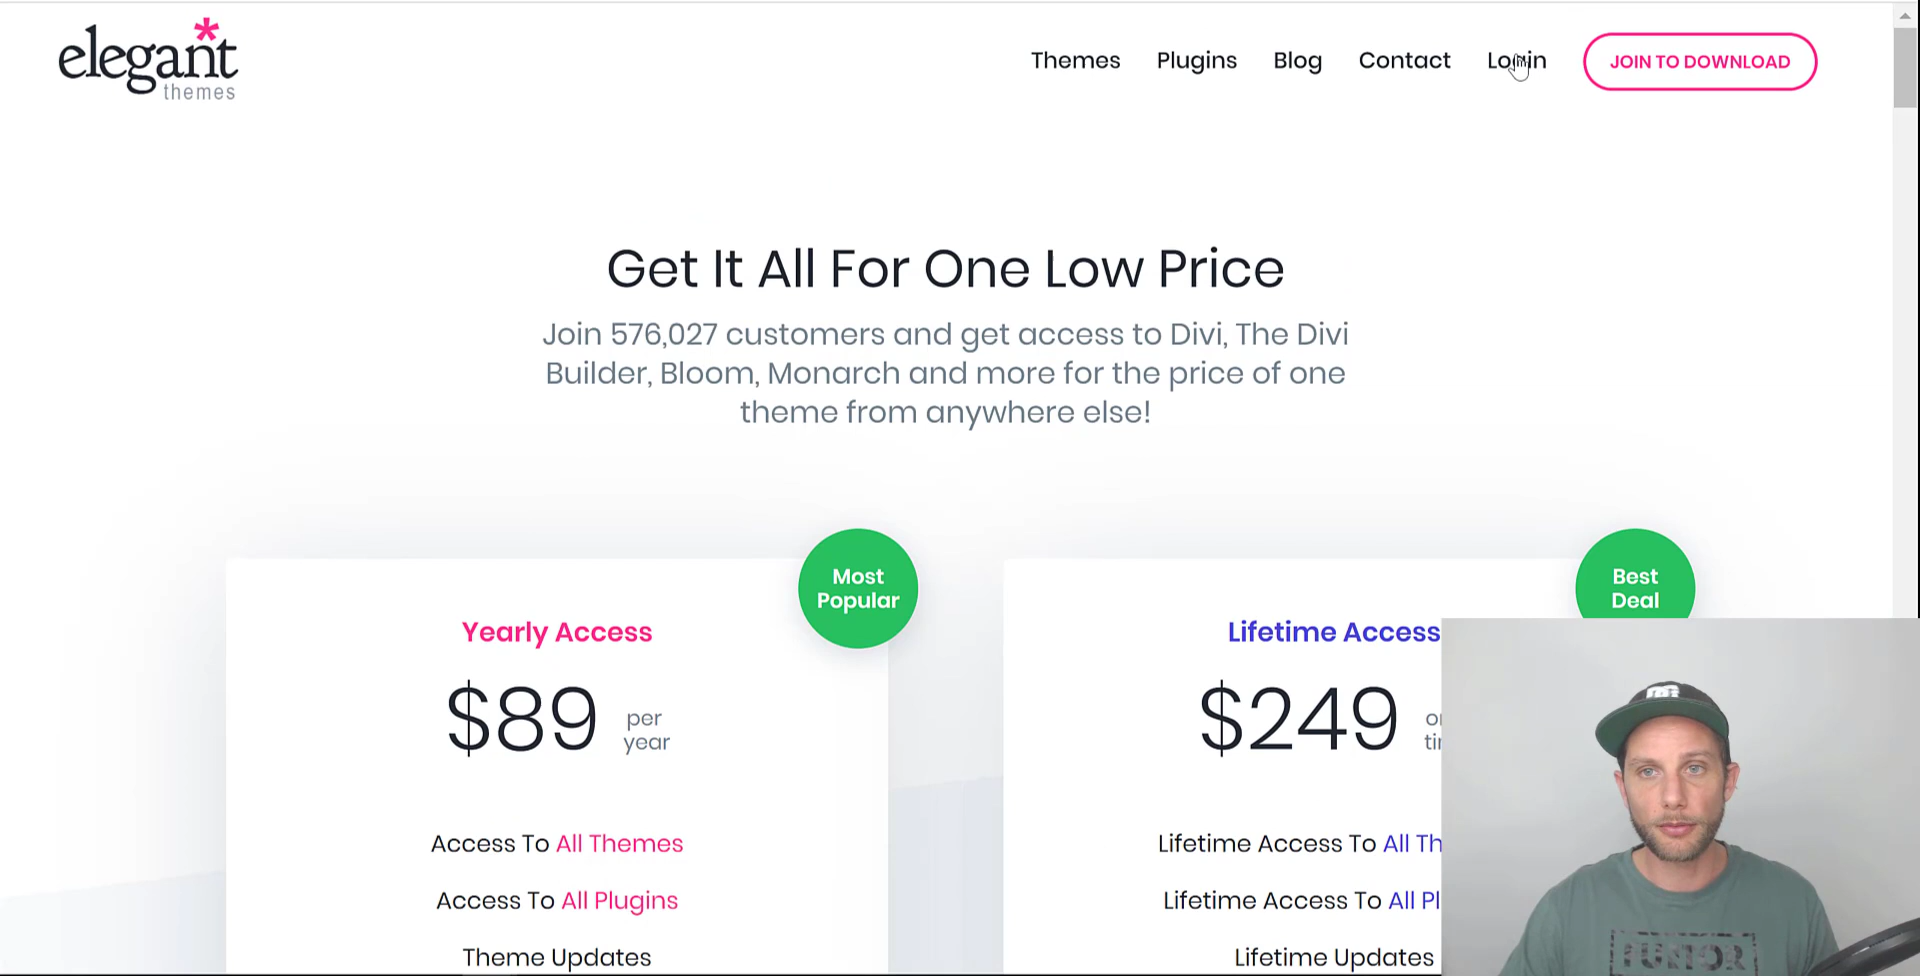 elegant
themes
Themes Plugins Blog Contact Login JOIN TO DOWNLOAD
Get It All For One Low Price
Join 576,027 customers and get access to Divi, The Divi
Builder, Bloom, Monarch and more for the price of one
theme from anywhere else!
Most
Popular
Yearly Access
$89 per
year
Access To All Themes
Access To All Plugins
Theme Updates
Best
Deal
Lifetime Access
$249
Lifetime Access To All
Lifetime Access To All
Lifetime Updates